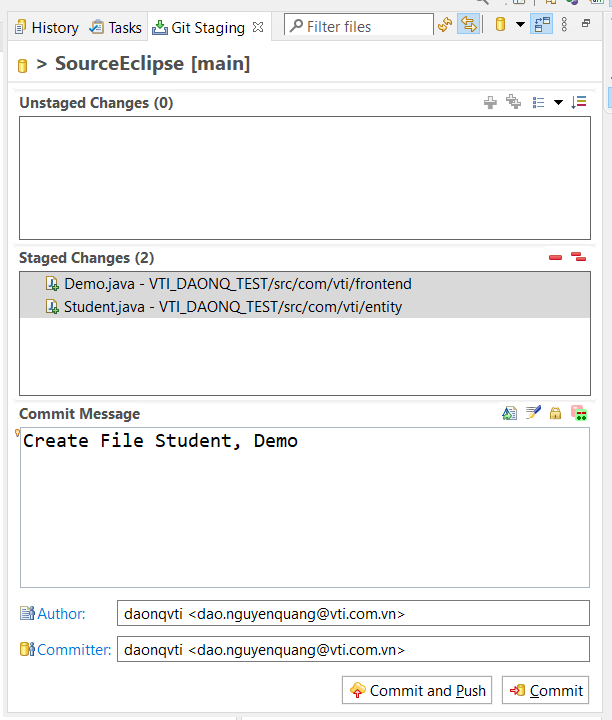 History Tasks Git Staging Filter files
> SourceEclipse [main]
Unstaged Changes (0)
Staged Changes (2)
Demo.java - VTI_DAONQ_TEST/src/com/vti/frontend
Student.java - VTI_DAONQ_TEST/src/com/vti/entity
Commit Message
Create File Student, Demo
Author: daonqvti <dao.nguyenquang@vti.com.vn>
Committer: daonqvti <dao.nguyenquang@vti.com.vn>
Commit and Push Commit